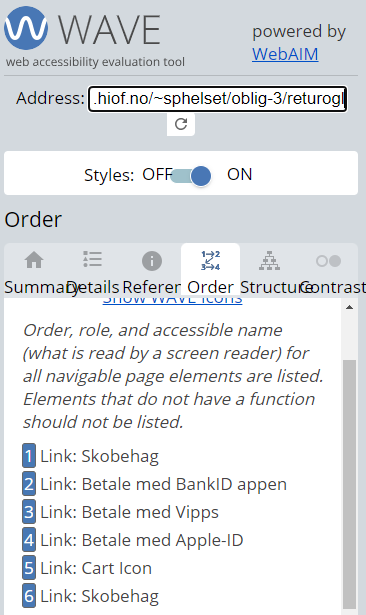 WAVE
powered by
WebAIM
web accessibility evaluation tool
Address: .hiof.no/~sphelset/oblig-3/returogl
Styles: OFF ON
Order
Summary Details Referen Order Structure Contrast
Show WAVE Icons
Order, role, and accessible name
(what is read by a screen reader) for
all navigable page elements are listed.
Elements that do not have a function
should not be listed.
1 Link: Skobehag
2 Link: Betale med BankID appen
3 Link: Betale med Vipps
4 Link: Betale med Apple-ID
5 Link: Cart Icon
6 Link: Skobehag